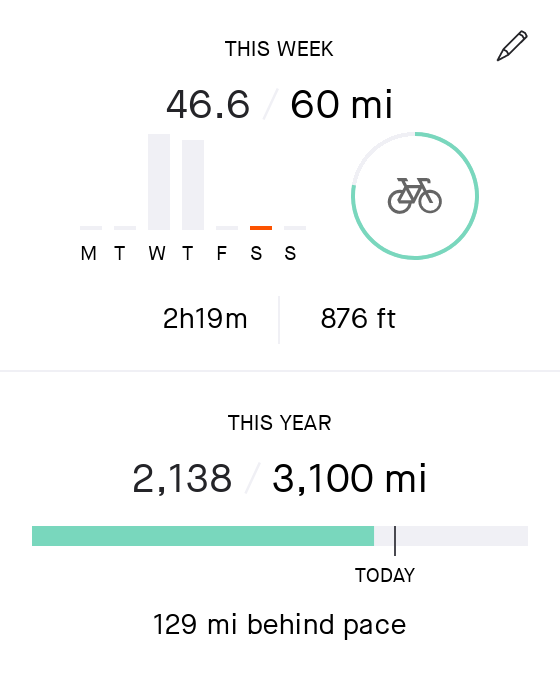 THIS WEEK
46.6 / 60 mi
M T W T F S S
2h19m 876 ft
THIS YEAR
2,138 / 3,100 mi
TODAY
129 mi behind pace